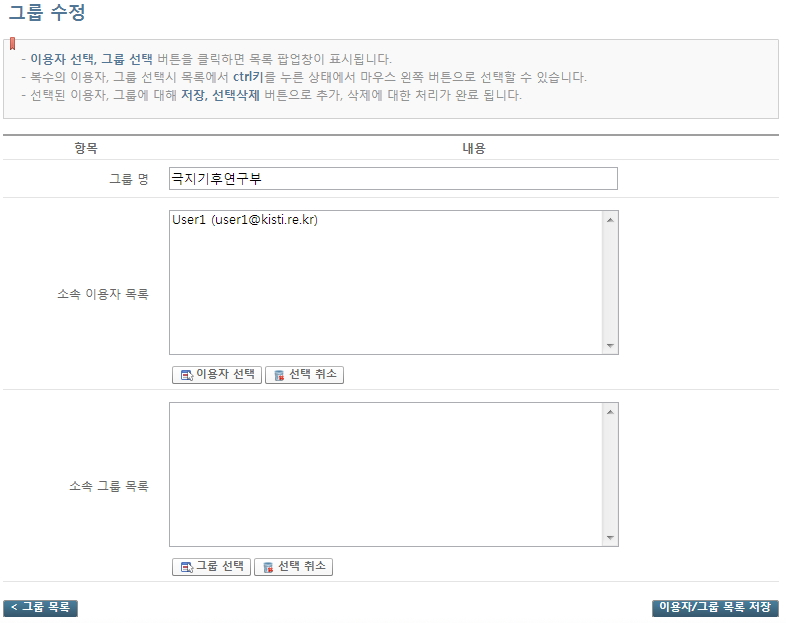 그룹 수정
- 이용자 선택, 그룹 선택 버튼을 클릭하면 목록 팝업창이 표시됩니다.
- 복수의 이용자, 그룹 선택시 목록에서 ctrl키를 누른 상태에서 마우스 왼쪽 버튼으로 선택할 수 있습니다.
- 선택된 이용자, 그룹에 대해 저장, 선택삭제 버튼으로 추가, 삭제에 대한 처리가 완료 됩니다.
항목 내용
그룹 명 극지기후연구부
User1 (user1@kisti.re.kr)
소속 이용자 목록
이용자 선택 선택 취소
소속 그룹 목록
그룹 선택 선택 취소
< 그룹 목록 이용자/그룹 목록 저장